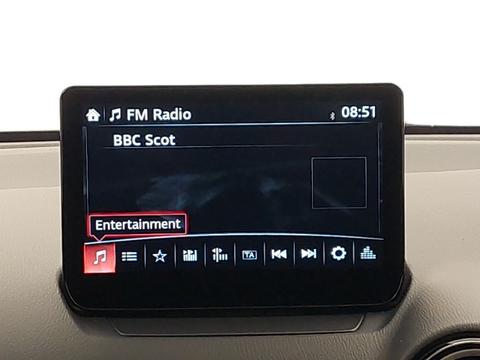 FM Radio 08:51
BBC Scot
Entertainment
TA